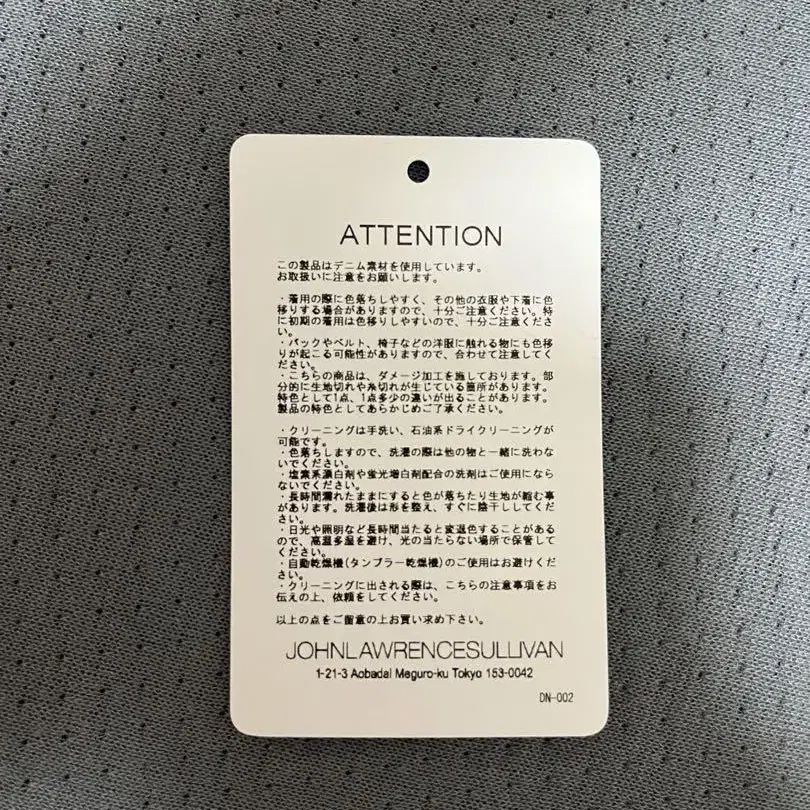 ATTENTION
この製品はデニム素材を使用しています。
お取扱いに注意をお願いします。
・着用の際に色落ちしやすく、その他の衣服や下着に色
移りする場合がありますので、十分ご注意ください。特
に初期の着用は色移りしやすいので、十分ご注意くださ
い。
・バックやベルト、椅子などの洋服に触れる物にも色移
りが起こる可能性がありますので、合わせて注意してく
ださい。
・こちらの商品は、ダメージ加工を施しております。部
分的に生地切れや糸切れが生じている箇所があります。
特色として1点、1点多少の違いが出ることがあります。
製品の特色としてあらかじめご了承ください。
・クリーニングは手洗い、石油系ドライクリーニングが
可能です。
・色落ちしますので、洗濯の際は他の物と一緒に洗わな
いでください。
・塩素系漂白剤や蛍光増白剤配合の洗剤はご使用になら
ないでください。
・長時間濡れたままにすると色が落ちたり生地が縮む事
があります。洗濯後は形を整え、すぐに陰干ししてくだ
さい。
・日光や照明など長時間当たると変退色することがある
ので、高温多湿を避け、光の当たらない場所で保管して
ください。
・自動乾燥機(タンブラー乾燥機)のご使用はお避けくだ
さい。
・クリーニングに出される際は、こちらの注意事項をお
伝えの上、依頼をしてください。
以上の点をご留意の上お買い求め下さい。
JOHNLAWRENCESULLIVAN
1-21-3 Aobadai Meguro-ku Tokyo 153-0042
DN-002